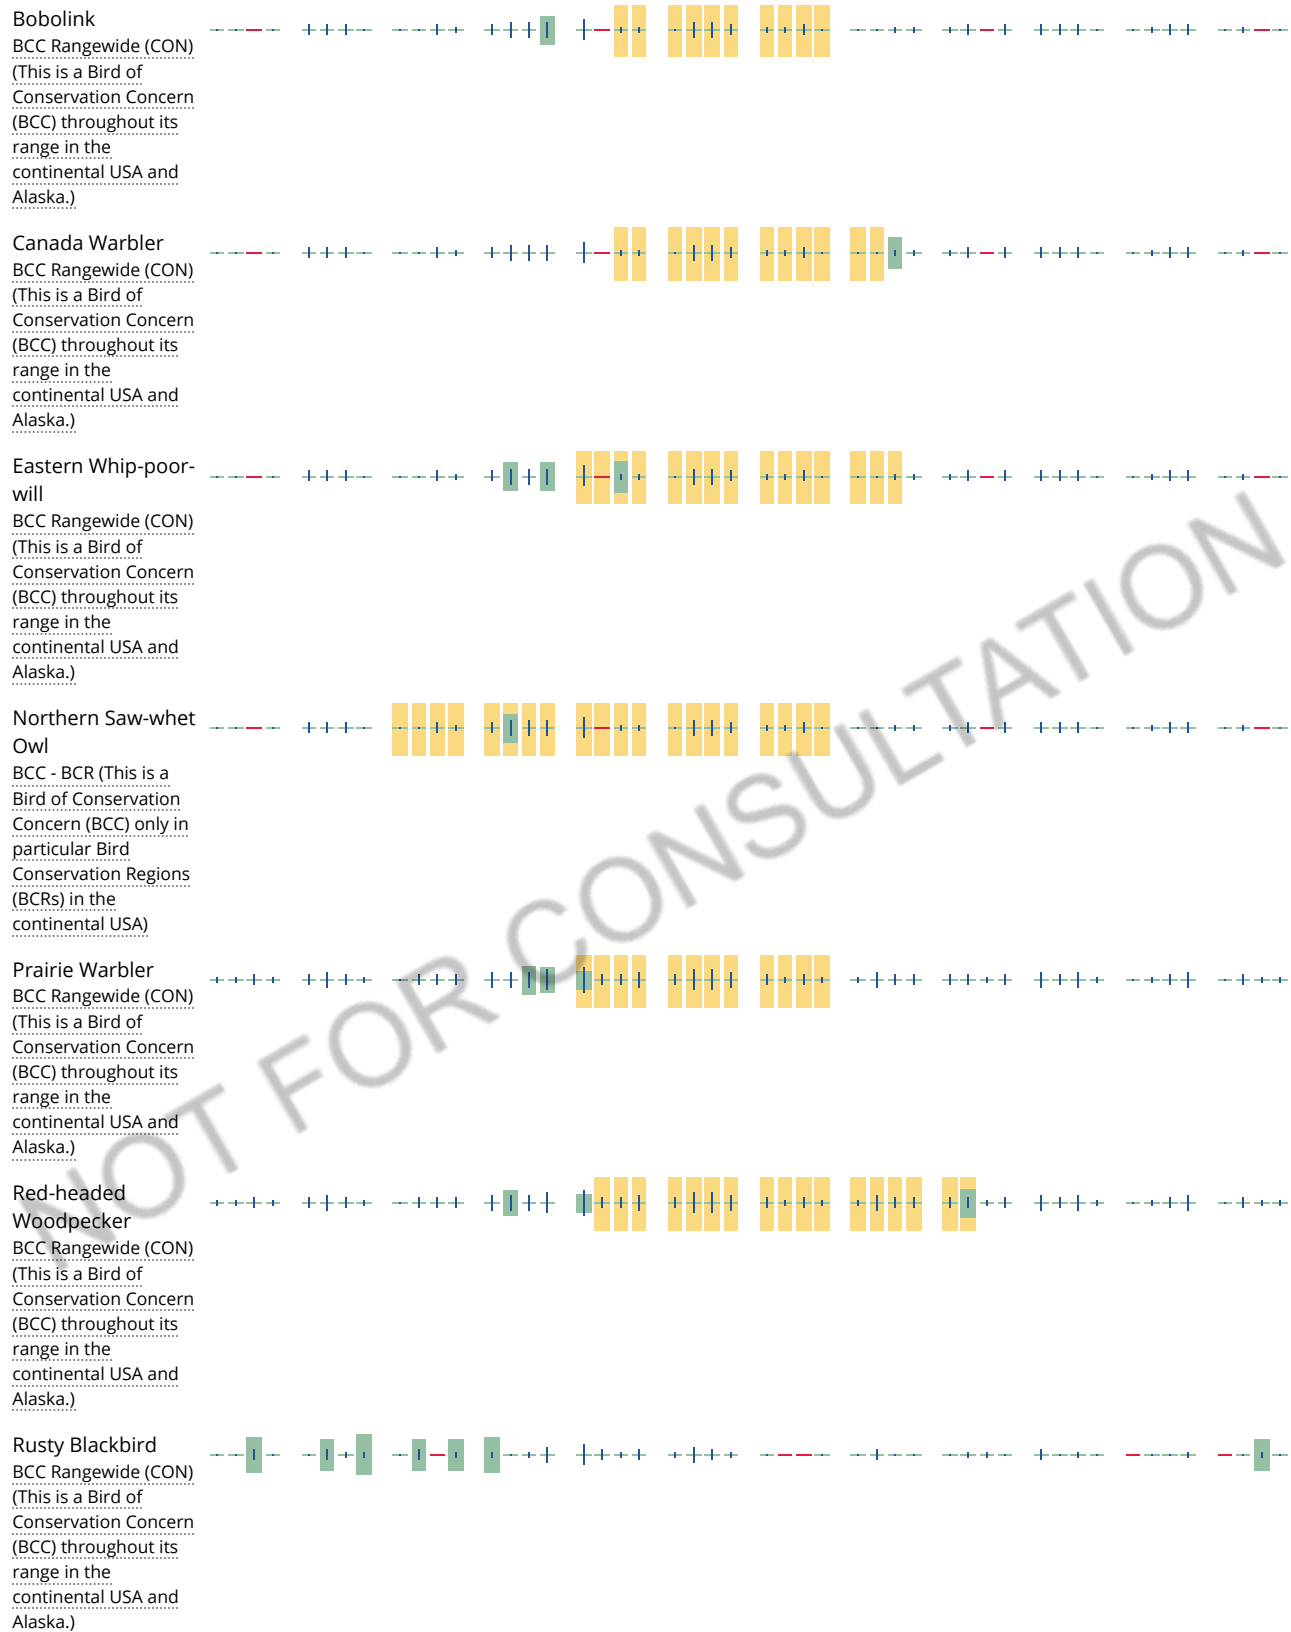 Bobolink
BCC Rangewide (CON)
(This is a Bird of
Conservation Concern
(BCC) throughout its
range in the
continental USA and
Alaska.)
Canada Warbler
BCC Rangewide (CON)
(This is a Bird of
Conservation Concern
(BCC) throughout its
range in the
continental USA and
Alaska.)
Eastern Whip-poor-
will
BCC Rangewide (CON)
(This is a Bird of
Conservation Concern
(BCC) throughout its
range in the
continental USA and
Alaska.)
Northern Saw-whet
Owl
BCC - BCR (This is a
Bird of Conservation
Concern (BCC) only in
particular Bird
Conservation Regions
(BCRs) in the
continental USA)
Prairie Warbler
BCC Rangewide (CON)
(This is a Bird of
Conservation Concern
(BCC) throughout its
range in the
continental USA and
Alaska.)
Red-headed
Woodpecker
BCC Rangewide (CON)
(This is a Bird of
Conservation Concern
(BCC) throughout its
range in the
continental USA and
Alaska.)
Rusty Blackbird
BCC Rangewide (CON)
(This is a Bird of
Conservation Concern
(BCC) throughout its
range in the
continental USA and
Alaska.)
NOT FOR CONSULTATION